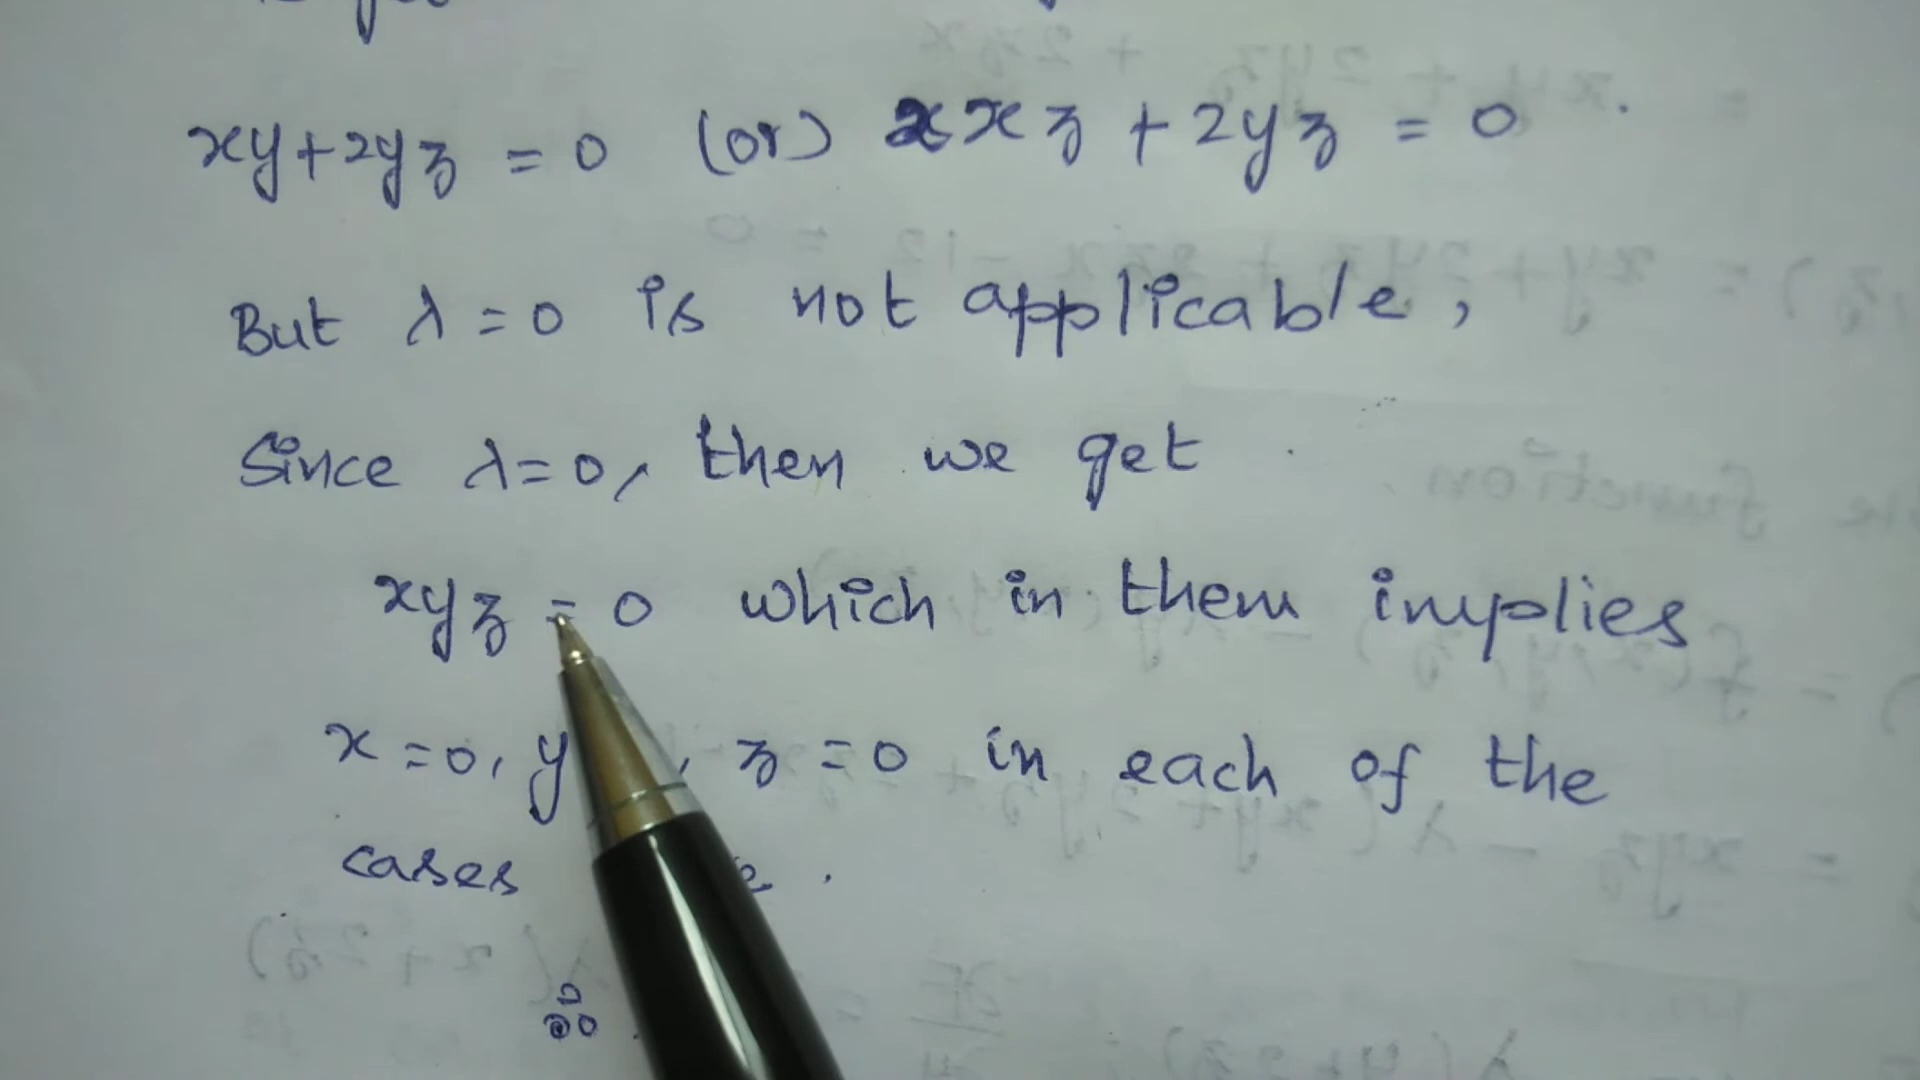 xy+2yz = 0 (or) 2xz + 2yz = 0.
But λ=0 is not applicable,
Since λ=0, then we get
xyz = 0 which in them implies
x=0, y , z=0 in each of the
cases .